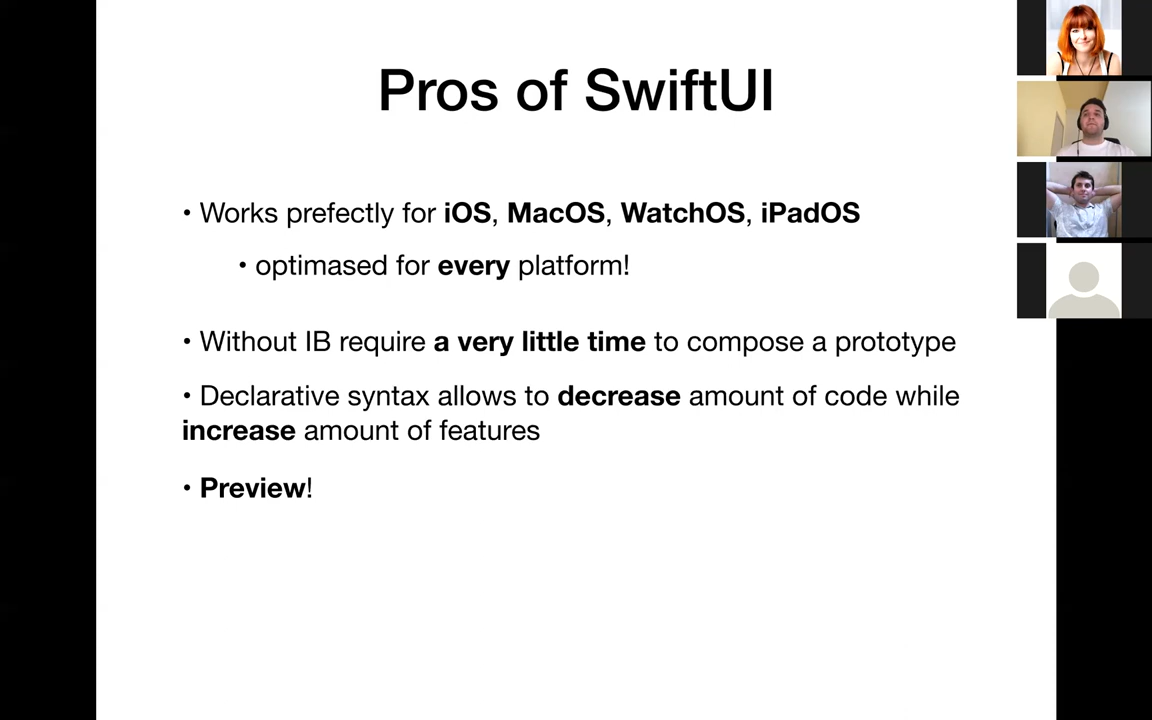 Pros of SwiftUI
• Works prefectly for iOS, MacOS, WatchOS, iPadOS
• optimased for every platform!
• Without IB require a very little time to compose a prototype
• Declarative syntax allows to decrease amount of code while
increase amount of features
• Preview!